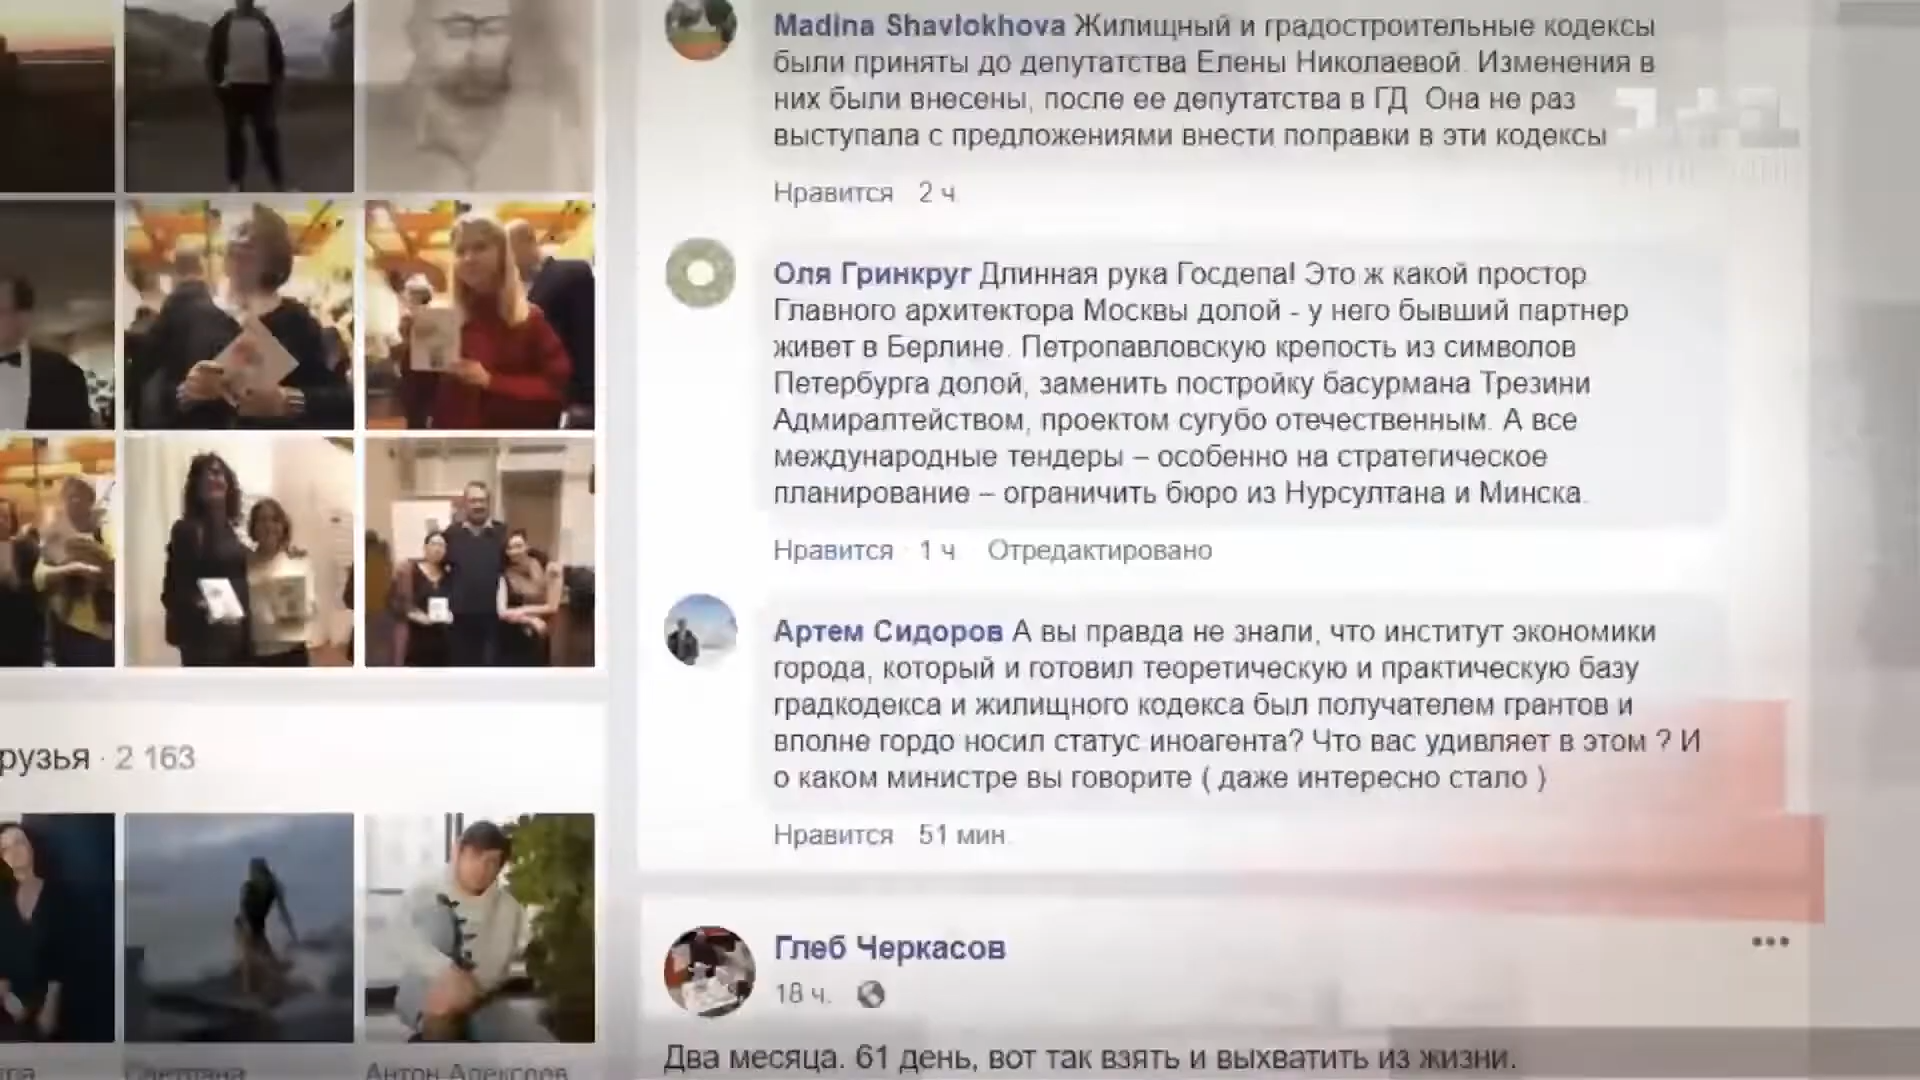 Madina Shavlokhova Жилищный и градостроительные кодексы
были приняты до депутатства Елены Николаевой. Изменения в
них были внесены, после ее депутатства в ГД. Она не раз
выступала с предложениями внести поправки в эти кодексы
1+1
Нравится 2 ч
Оля Гринкруг Длинная рука Госдепа! Это ж какой простор.
Главного архитектора Москвы долой - у него бывший партнер
живет в Берлине. Петропавловскую крепость из символов
Петербурга долой, заменить постройку басурмана Трезини
Адмиралтейством, проектом сугубо отечественным. А все
международные тендеры – особенно на стратегическое
планирование – ограничить бюро из Нурсултана и Минска.
Нравится · 1 ч Отредактировано
Артем Сидоров А вы правда не знали, что институт экономики
города, который и готовил теоретическую и практическую базу
градкодекса и жилищного кодекса был получателем грантов и
вполне гордо носил статус иноагента? Что вас удивляет в этом ? И
о каком министре вы говорите ( даже интересно стало )
Нравится 51 мин.
рузья · 2 163
Глеб Черкасов
18 ч.
Два месяца. 61 день, вот так взять и выхватить из жизни.
Светлана
Антон Алексеев